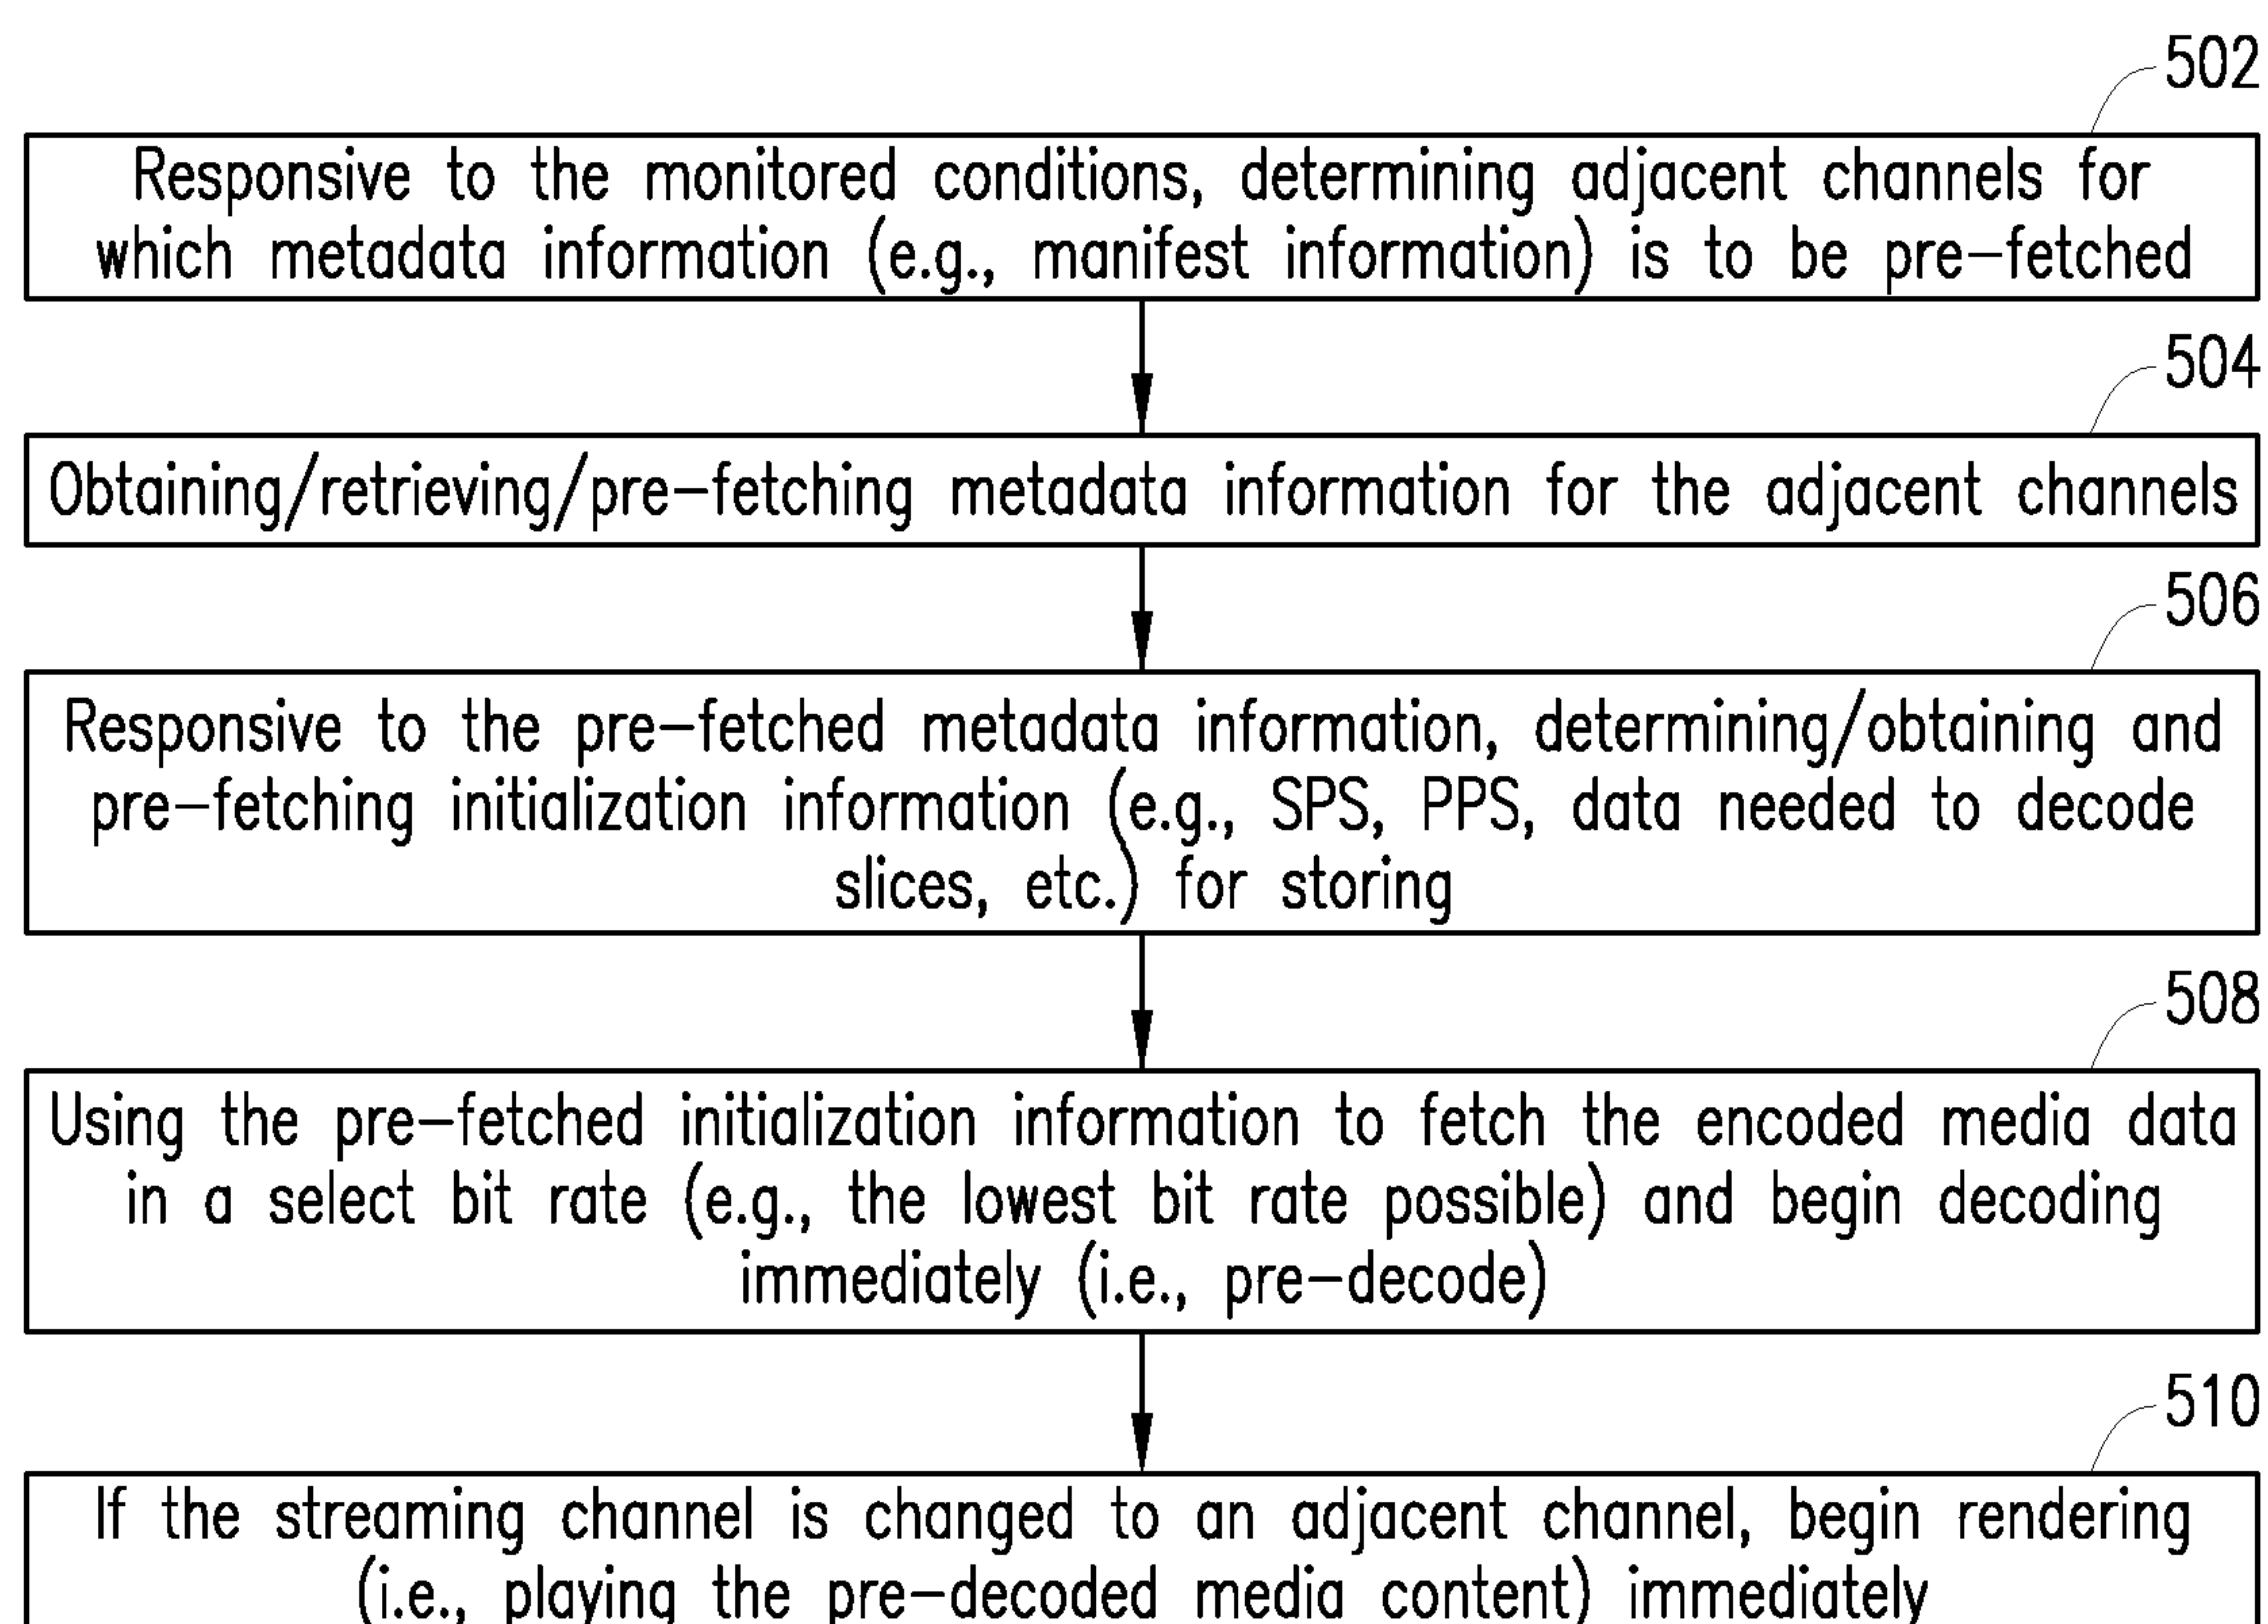 502
Responsive to the monitored conditions, determining adjacent channels for
which metadata information (e.g., manifest information) is to be pre-fetched
504
Obtaining/retrieving/pre-fetching metadata information for the adjacent channels
506
Responsive to the pre-fetched metadata information, determining/obtaining and
pre-fetching initialization information (e.g., SPS, PPS, data needed to decode
slices, etc.) for storing
508
Using the pre-fetched initialization information to fetch the encoded media data
in a select bit rate (e.g., the lowest bit rate possible) and begin decoding
immediately (i.e., pre-decode)
510
If the streaming channel is changed to an adjacent channel, begin rendering
(i.e., playing the pre-decoded media content) immediately